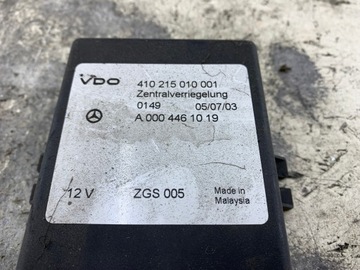 VDO
410 215 010 001
Zentralverriegelung
0149 05/07/03
A 000 446 10 19
12 V ZGS 005 Made in
Malaysia